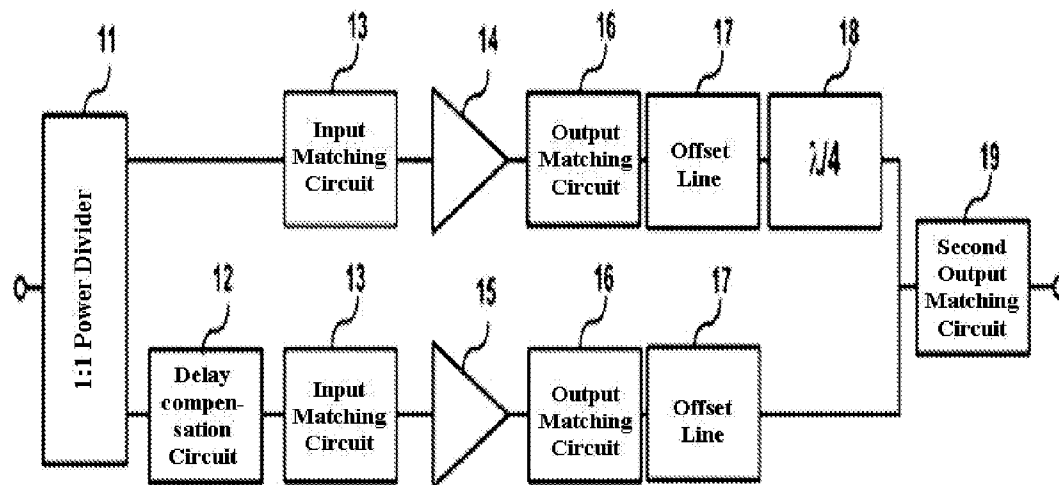 11
13
14
16
17
18
Input
Matching
Circuit
Output
Matching
Circuit
Offset
Line
λ/4
1:1 Power Divider
19
Second
Output
Matching
Circuit
12
13
15
16
17
Delay
compen-
sation
Circuit
Input
Matching
Circuit
Output
Matching
Circuit
Offset
Line